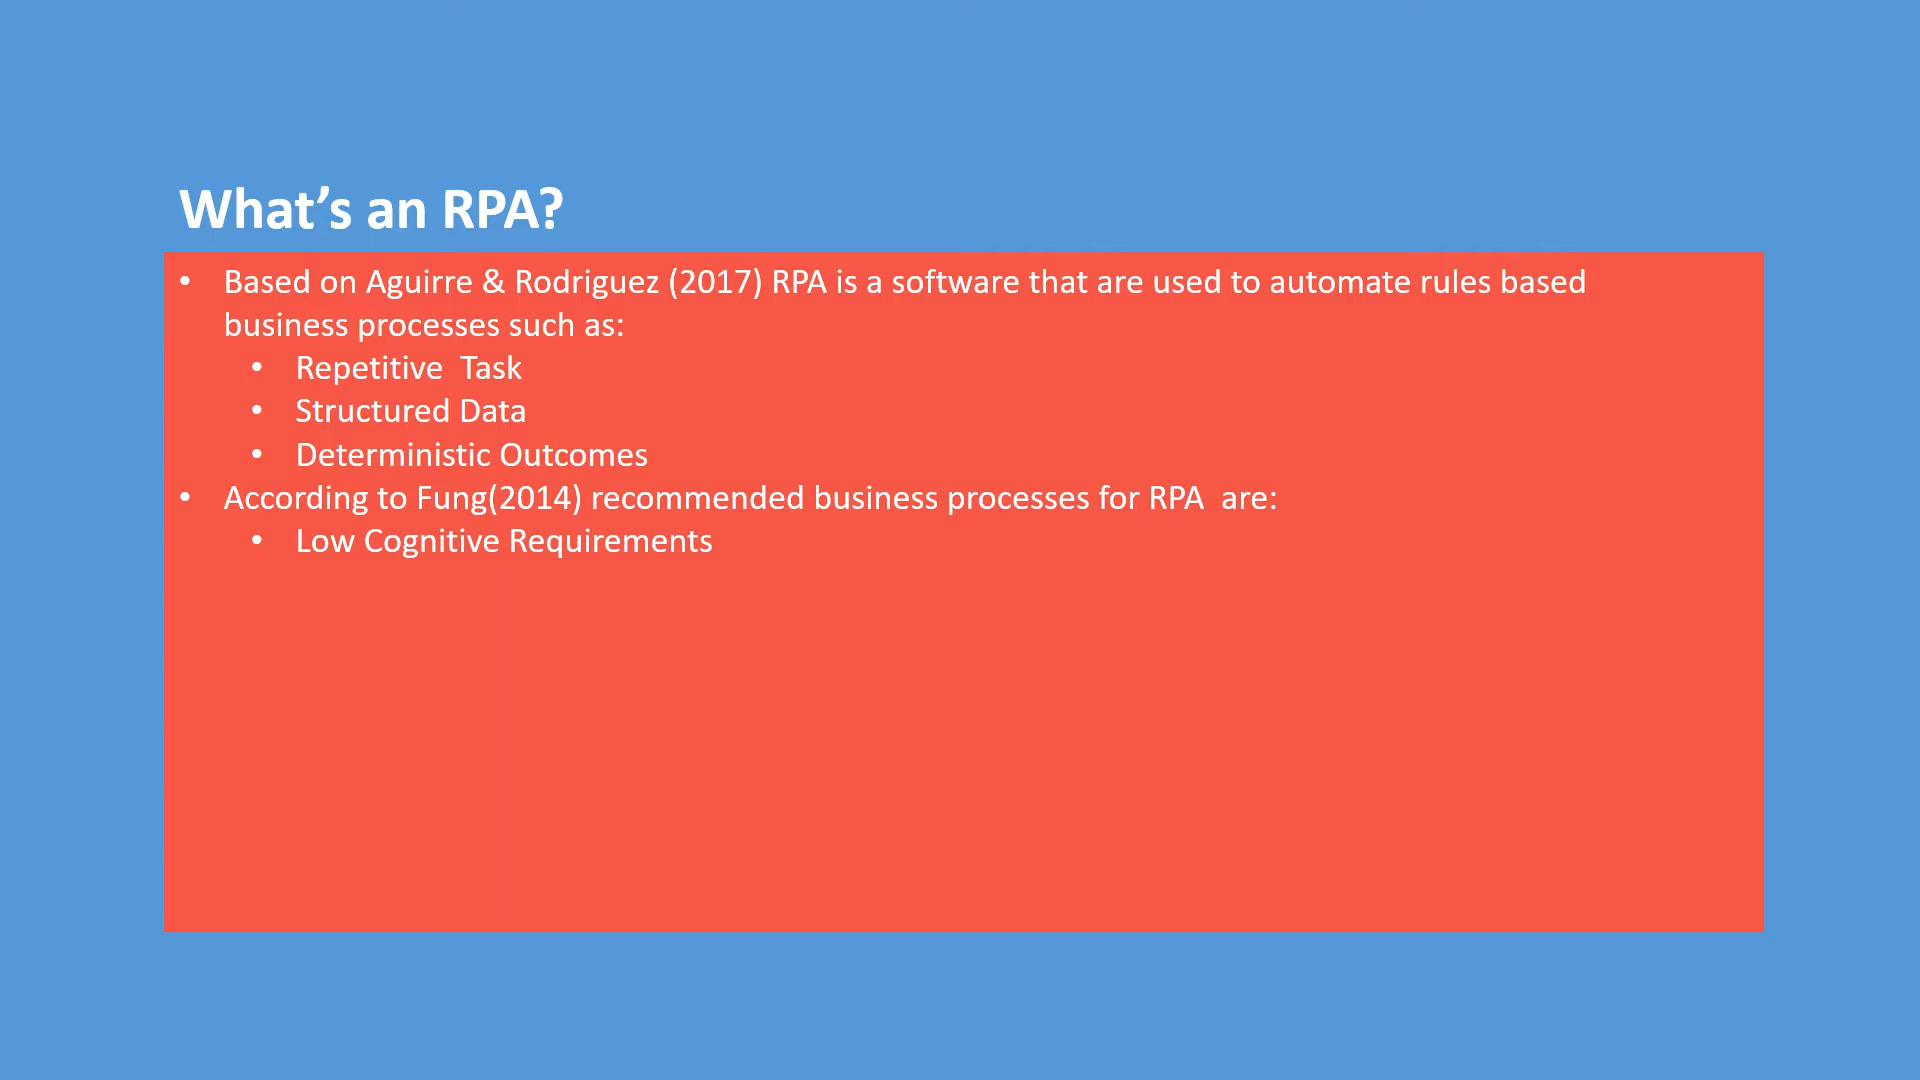 What’s an RPA?
• Based on Aguirre & Rodriguez (2017) RPA is a software that are used to automate rules based
business processes such as:
• Repetitive  Task
• Structured Data
• Deterministic Outcomes
• According to Fung(2014) recommended business processes for RPA  are:
• Low Cognitive Requirements